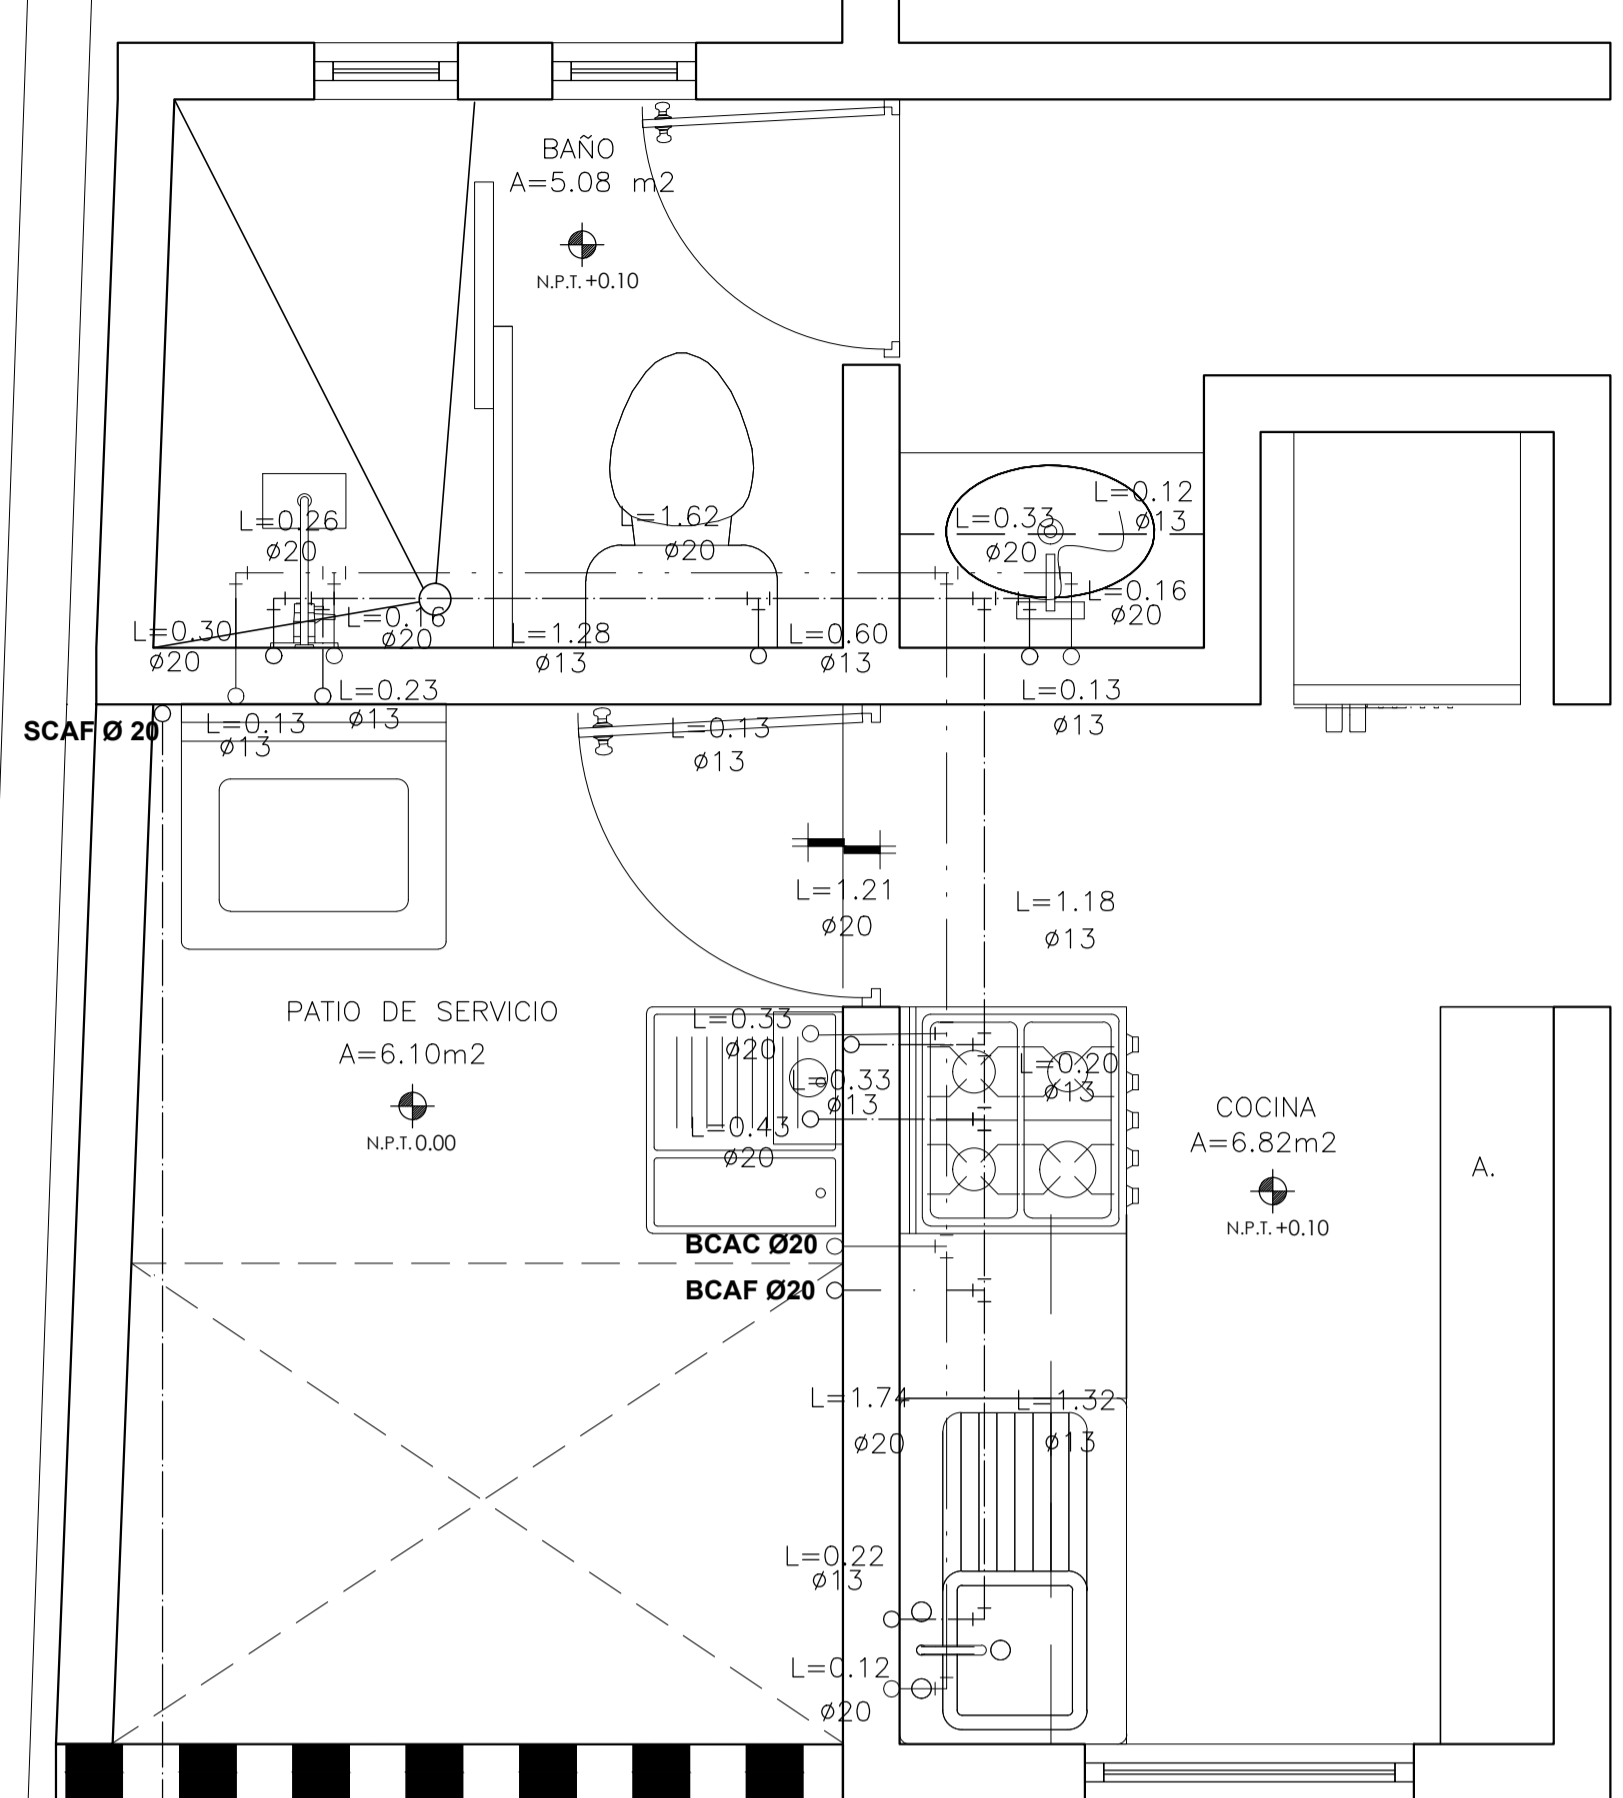 BAÑO
A=5.08 m2
N.P.T. +0.10
L=0.26
ø20
L=1.62
ø20
L=0.33
ø20
L=0.12
ø13
L=0.16
ø20
L=0.30
ø20
L=0.16
ø20
L=1.28
ø13
L=0.60
ø13
L=0.23
ø13
L=0.13
ø13
SCAF Ø 20
L=0.13
ø13
L=0.13
ø13
L=1.21
ø20
L=1.18
ø13
PATIO DE SERVICIO
A=6.10m2
N.P.T. 0.00
L=0.33
ø20
L=0.33
ø13
L=0.20
ø13
L=0.43
ø20
COCINA
A=6.82m2
N.P.T. +0.10
A.
BCAC Ø20
BCAF Ø20
L=1.74
ø20
L=1.32
ø13
L=0.22
ø13
L=0.12
ø20